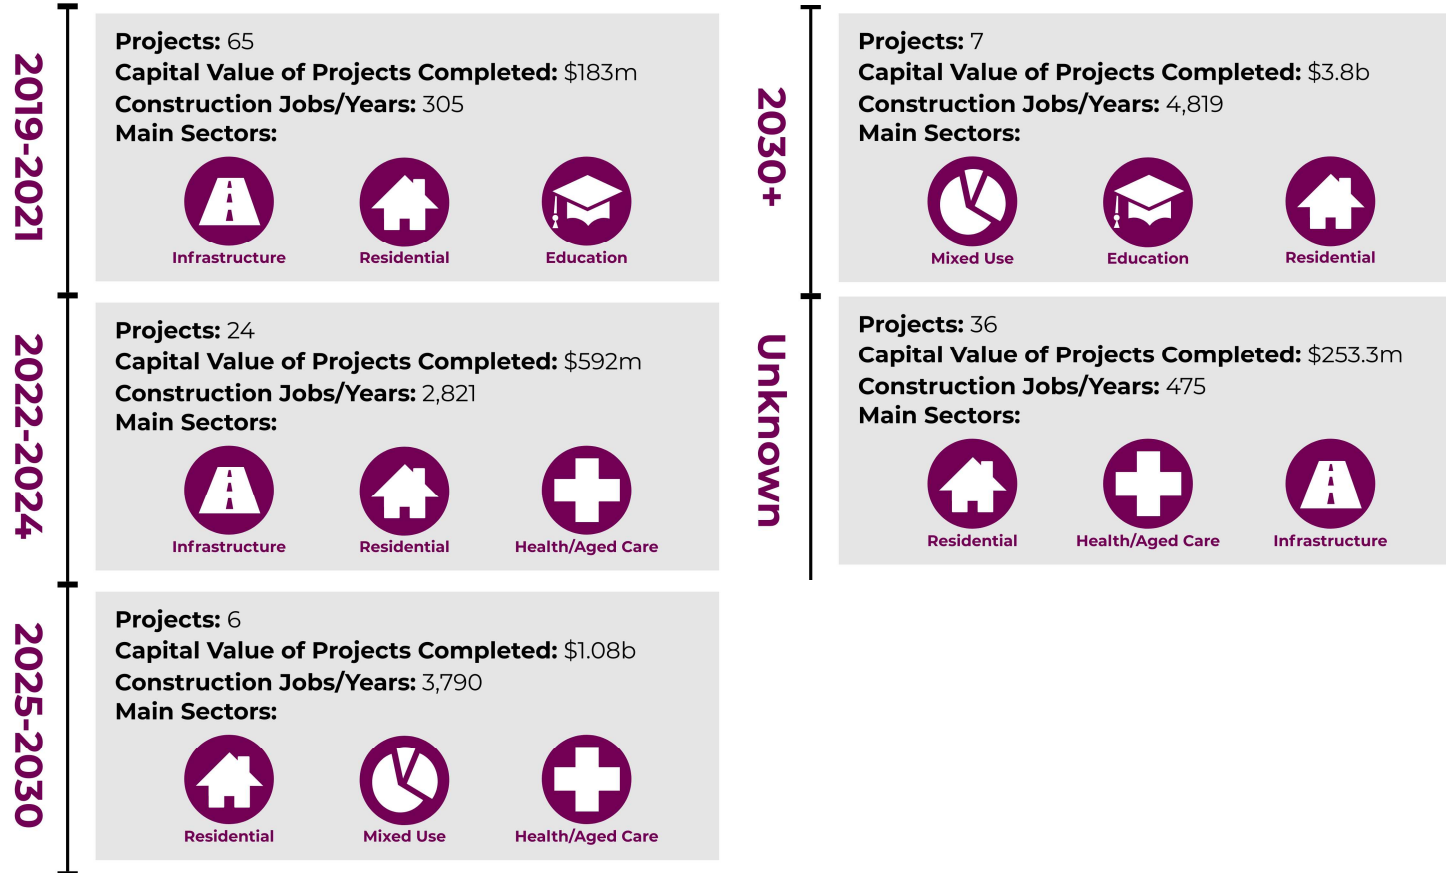 2019-2021
Projects: 65
Capital Value of Projects Completed: $183m
Construction Jobs/Years: 305
Main Sectors:
Infrastructure
Residential
Education
2022-2024
Projects: 24
Capital Value of Projects Completed: $592m
Construction Jobs/Years: 2,821
Main Sectors:
Infrastructure
Residential
Health/Aged Care
2025-2030
Projects: 6
Capital Value of Projects Completed: $1.08b
Construction Jobs/Years: 3,790
Main Sectors:
Residential
Mixed Use
Health/Aged Care
2030+
Projects: 7
Capital Value of Projects Completed: $3.8b
Construction Jobs/Years: 4,819
Main Sectors:
Mixed Use
Education
Residential
Unknown
Projects: 36
Capital Value of Projects Completed: $253.3m
Construction Jobs/Years: 475
Main Sectors:
Residential
Health/Aged Care
Infrastructure